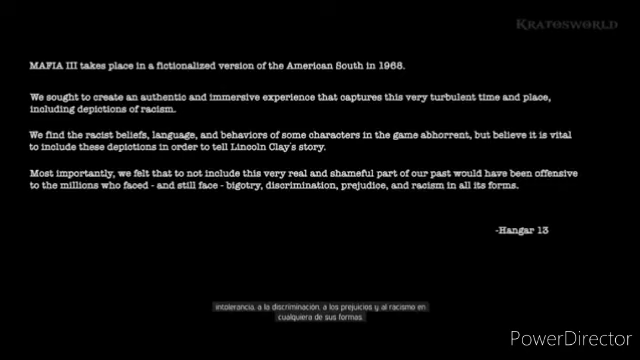 KRATOSWORLD
MAFIA III takes place in a fictionalized version of the American South in 1968.
We sought to create an authentic and immersive experience that captures this very turbulent time and place,
including depictions of racism.
We find the racist beliefs, language, and behaviors of some characters in the game abhorrent, but believe it is vital
to include these depictions in order to tell Lincoln Clay's story.
Most importantly, we felt that to not include this very real and shameful part of our past would have been offensive
to the millions who faced - and still face - bigotry, discrimination, prejudice, and racism in all its forms.
-Hangar 13
intolerancia, a la discriminación, a los prejuicios y al racismo en
cualquiera de sus formas.
PowerDirector